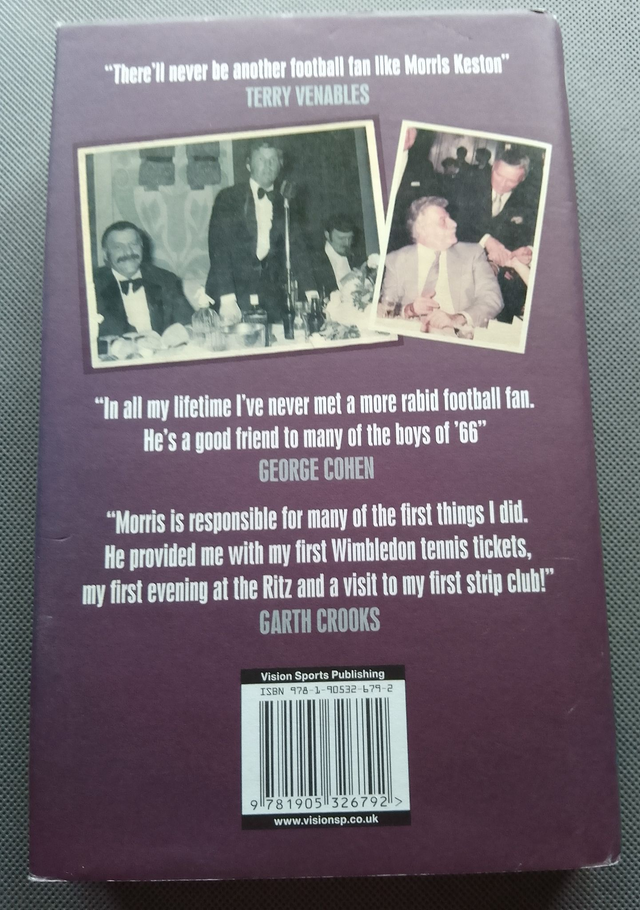 “There’ll never be another football fan like Morris Keston”
TERRY VENABLES
“In all my lifetime I’ve never met a more rabid football fan.
He’s a good friend to many of the boys of ’66”
GEORGE COHEN
“Morris is responsible for many of the first things I did.
He provided me with my first Wimbledon tennis tickets,
my first evening at the Ritz and a visit to my first strip club!”
GARTH CROOKS
Vision Sports Publishing
ISBN 978-1-90532-679-2
9 781905 326792 >
www.visionsp.co.uk